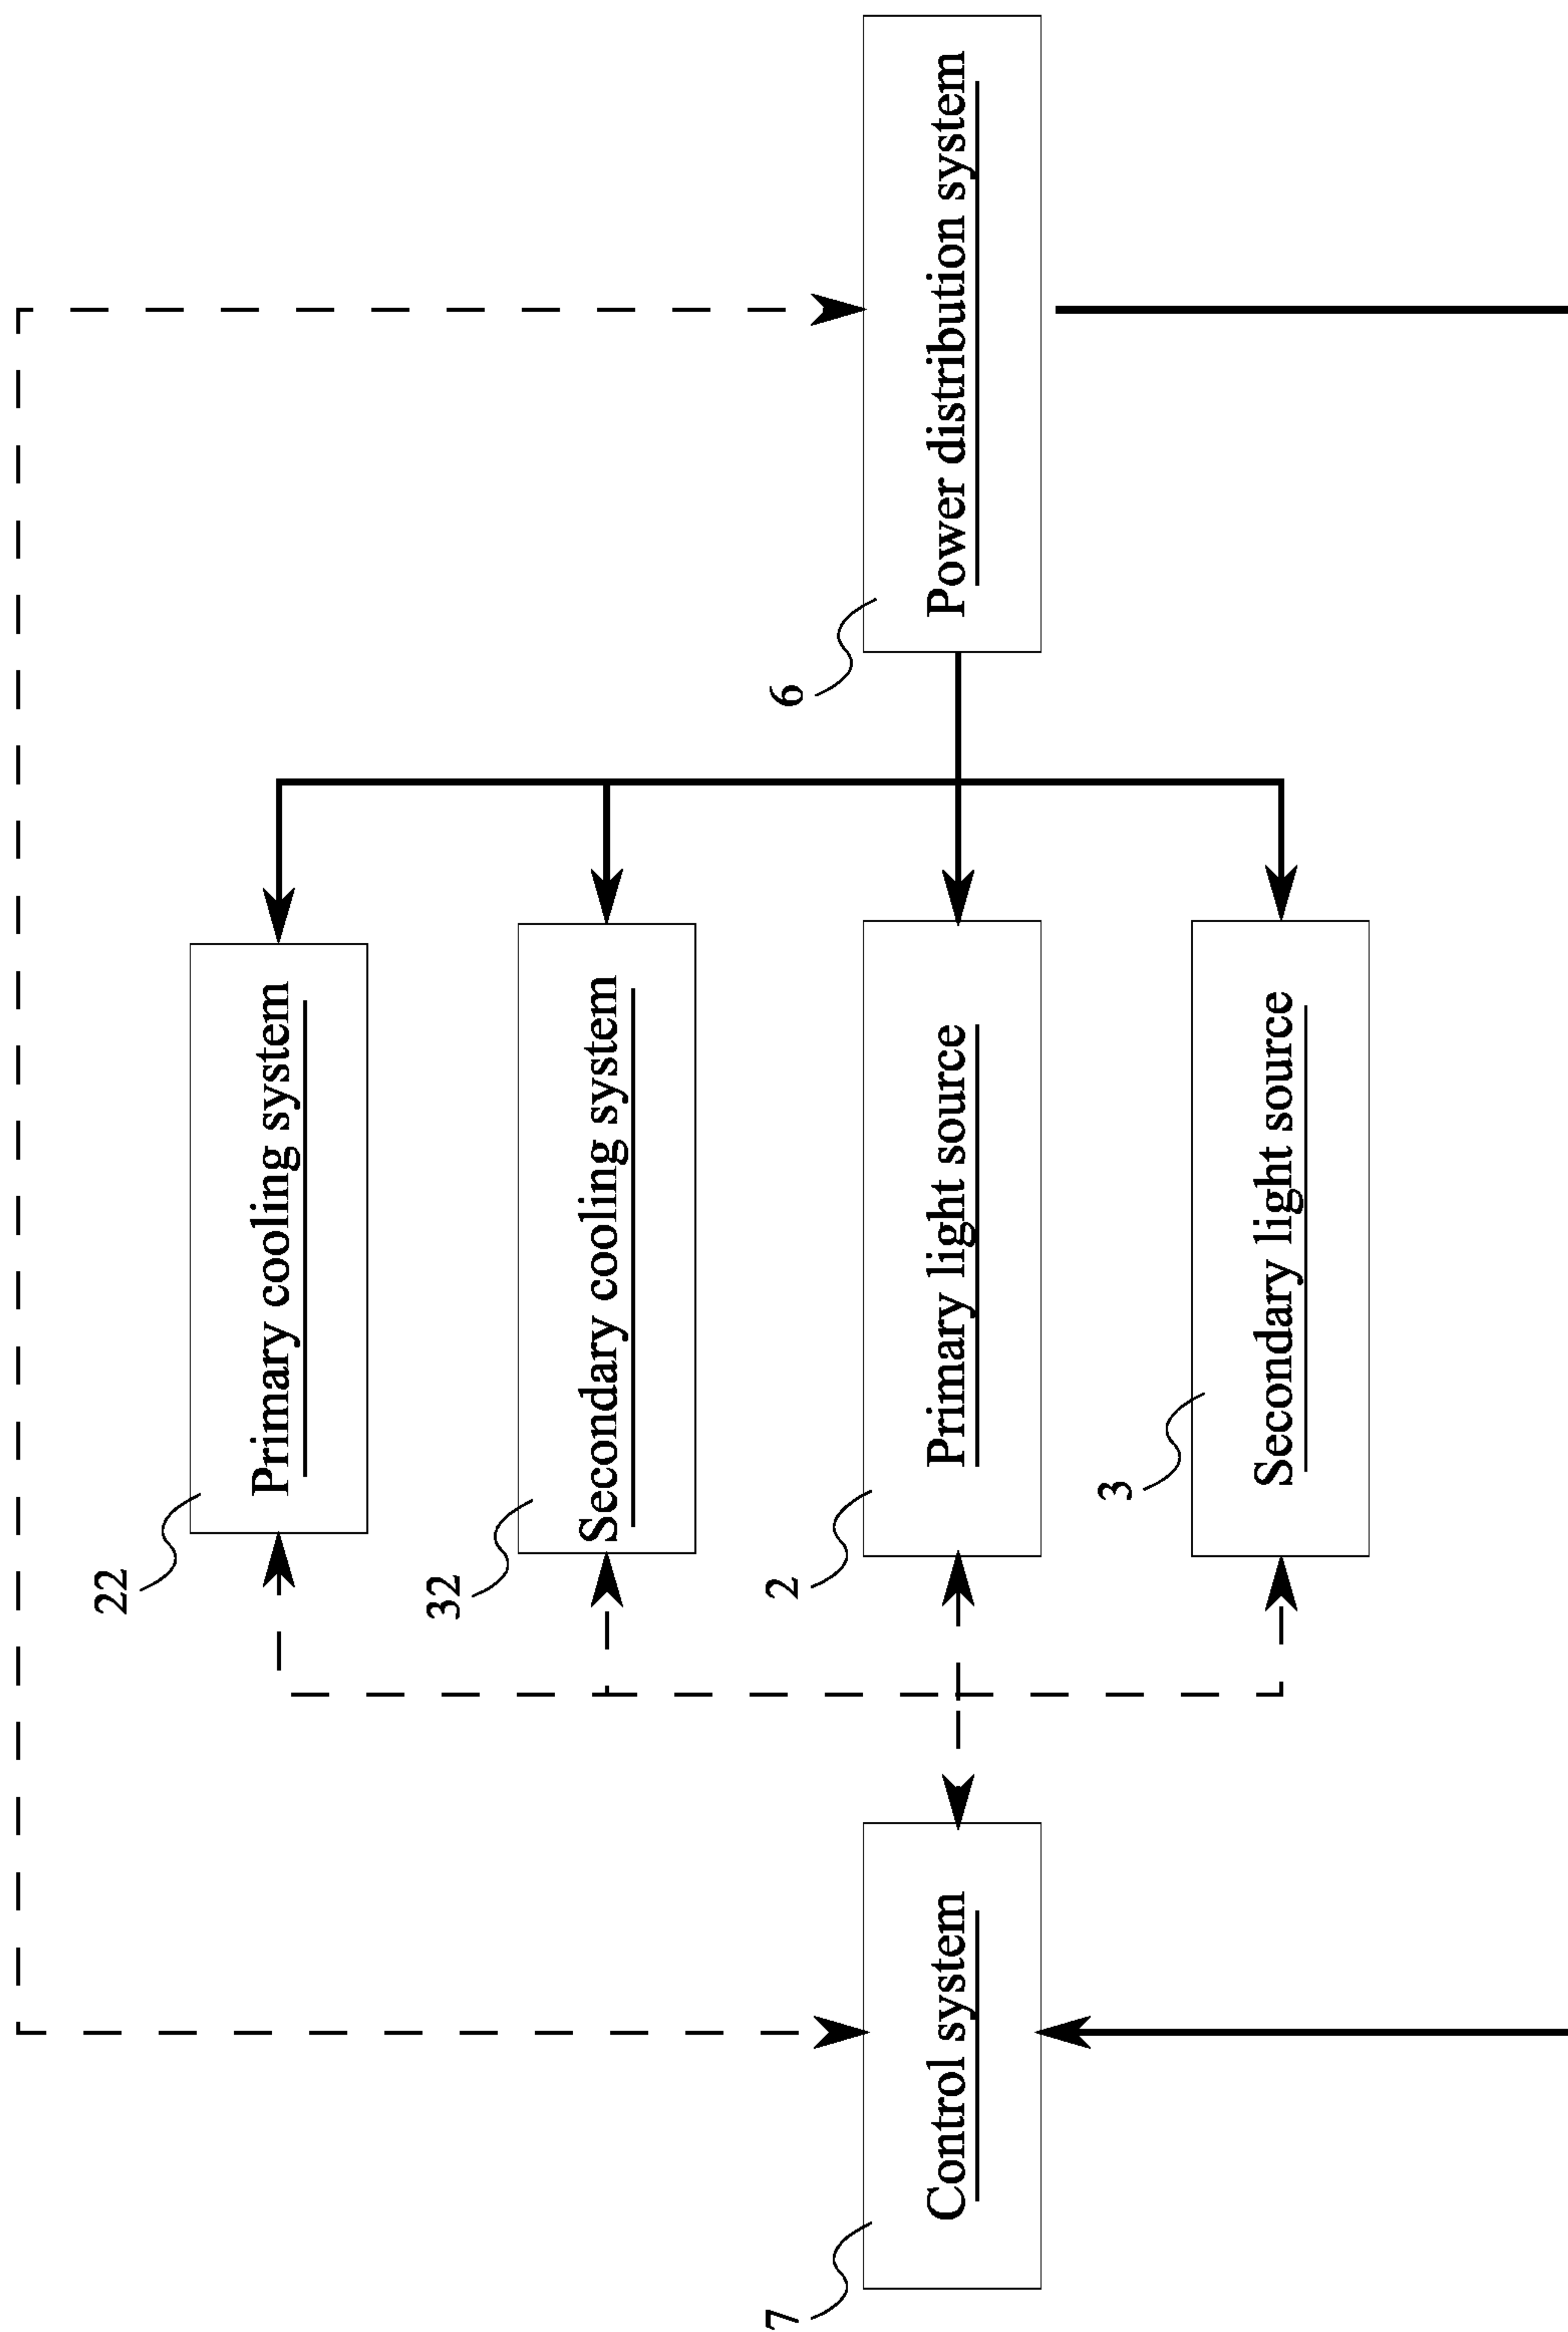 22
Primary cooling system
32
Secondary cooling system
7
Control system
2
Primary light source
6
Power distribution system
3
Secondary light source